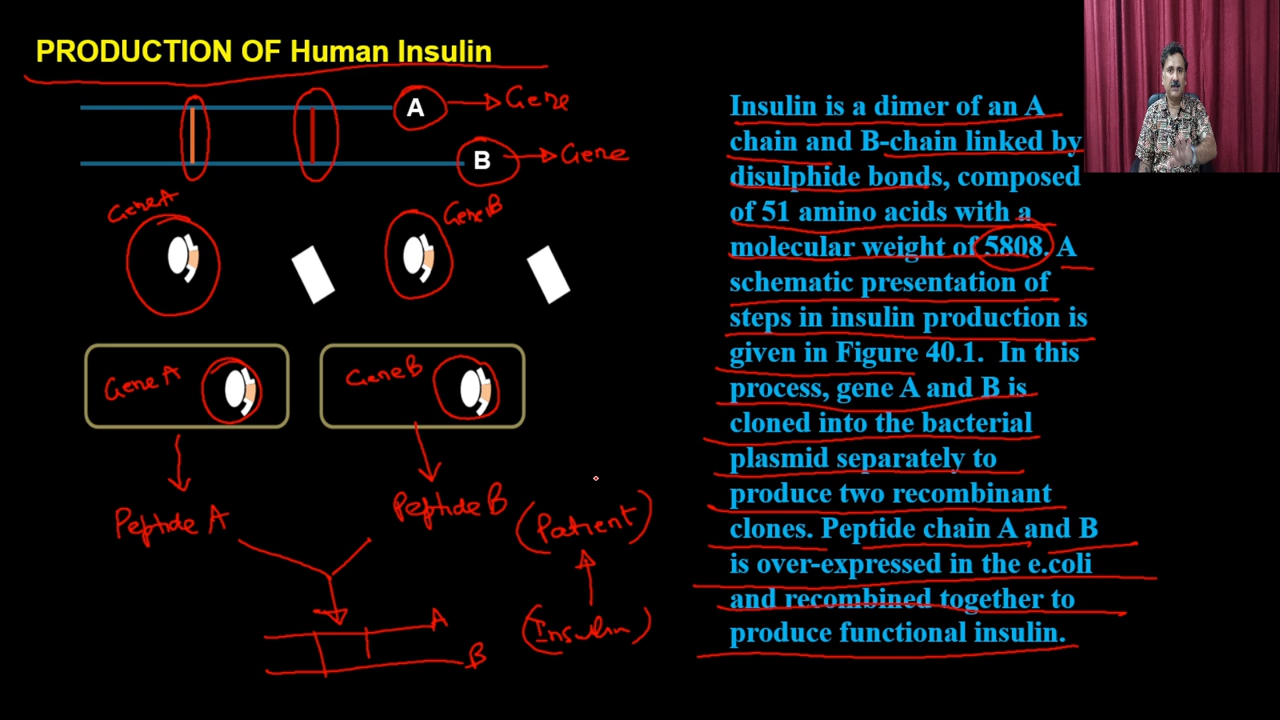 PRODUCTION OF Human Insulin
A → Gene
B → Gene
Gene A
Gene B
Gene A
Gene B
Peptide A
Peptide B
(Patient)
(Insulin)
A
B
Insulin is a dimer of an A
chain and B-chain linked by
disulphide bonds, composed
of 51 amino acids with a
molecular weight of 5808. A
schematic presentation of
steps in insulin production is
given in Figure 40.1. In this
process, gene A and B is
cloned into the bacterial
plasmid separately to
produce two recombinant
clones. Peptide chain A and B
is over-expressed in the e.coli
and recombined together to
produce functional insulin.